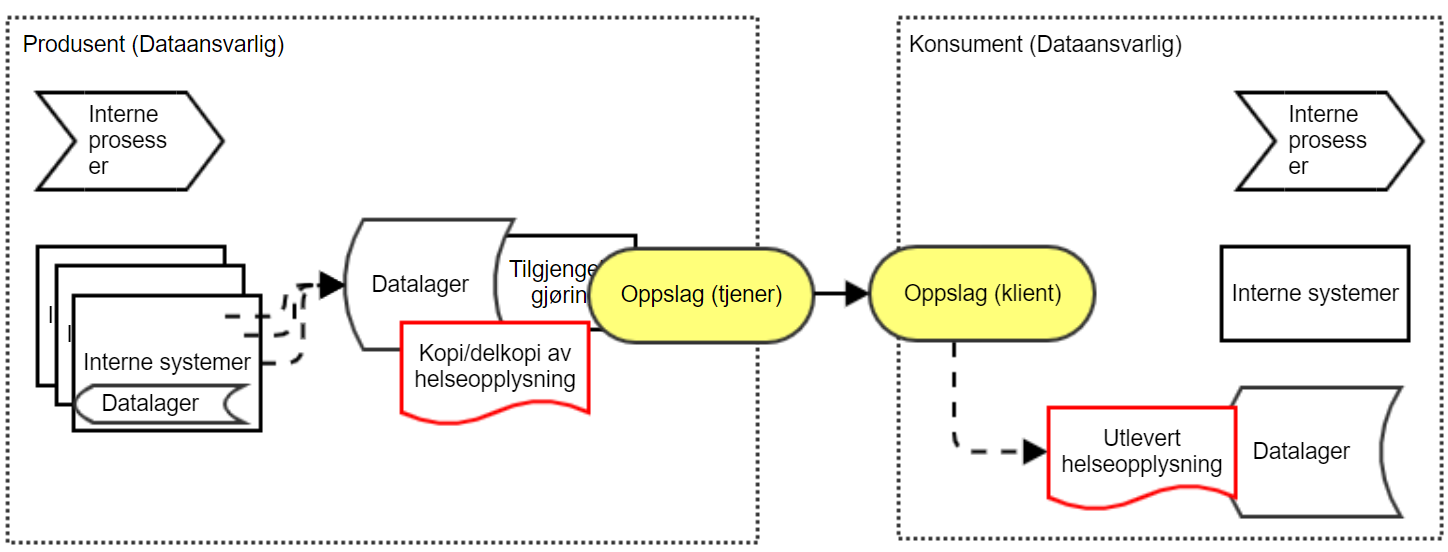 Produsent (Dataansvarlig)
Interne
prosess
er
Interne systemer
Datalager
Datalager
Kopi/delkopi av
helseopplysning
Oppslag (tjener)
Konsument (Dataansvarlig)
Interne
prosess
er
Oppslag (klient)
Interne systemer
Utlevert
helseopplysning
Datalager